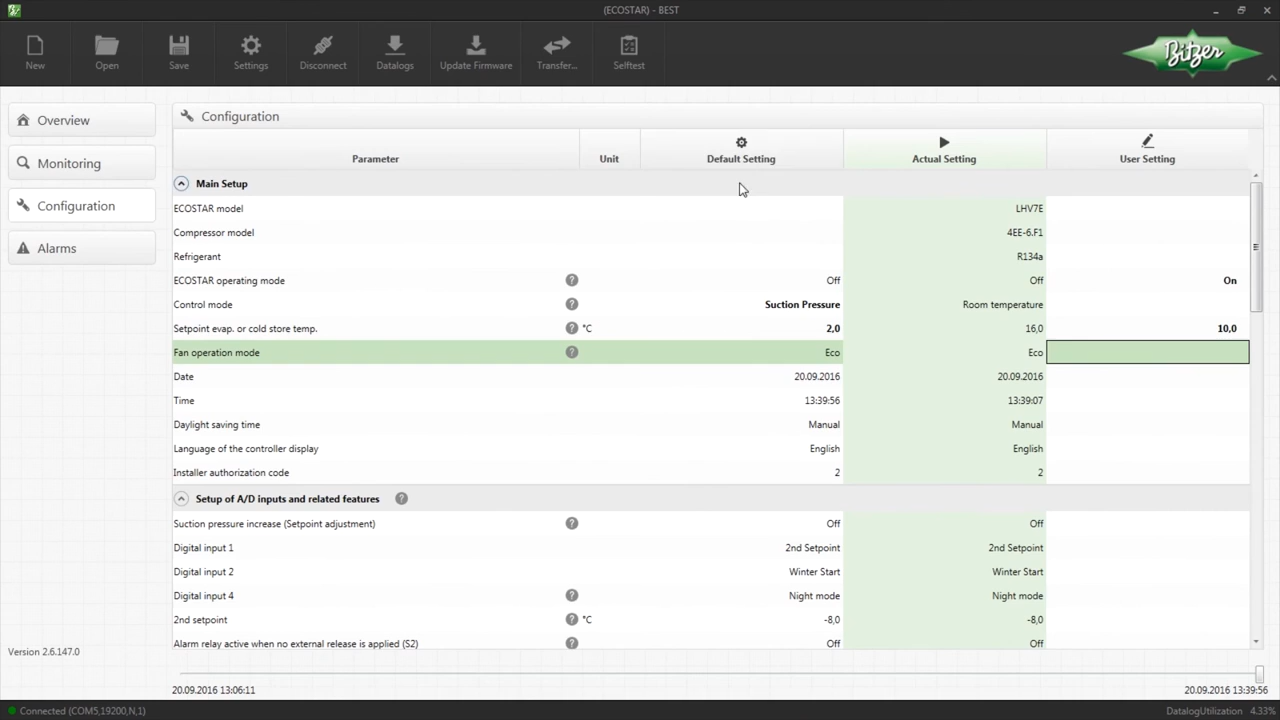 (ECOSTAR) - BEST
New
Open
Save
Settings
Disconnect
Datalogs
Update Firmware
Transfer...
Selftest
Bitzer
Overview
Monitoring
Configuration
Alarms
Configuration
Parameter Unit Default Setting Actual Setting User Setting
Main Setup
ECOSTAR model LHV7E
Compressor model 4EE-6.F1
Refrigerant R134a
ECOSTAR operating mode ? Off Off On
Control mode ? Suction Pressure Room temperature
Setpoint evap. or cold store temp. ? °C 2,0 16,0 10,0
Fan operation mode ? Eco Eco
Date 20.09.2016 20.09.2016
Time 13:39:56 13:39:07
Daylight saving time Manual Manual
Language of the controller display English English
Installer authorization code 2 2
Setup of A/D inputs and related features ?
Suction pressure increase (Setpoint adjustment) ? Off Off
Digital input 1 2nd Setpoint 2nd Setpoint
Digital input 2 Winter Start Winter Start
Digital input 4 ? Night mode Night mode
2nd setpoint ? °C -8,0 -8,0
Alarm relay active when no external release is applied (S2) ? Off Off
Version 2.6.147.0
20.09.2016 13:06:11 20.09.2016 13:39:56
Connected (COM5,19200,N,1) DatalogUtilization 4.33%